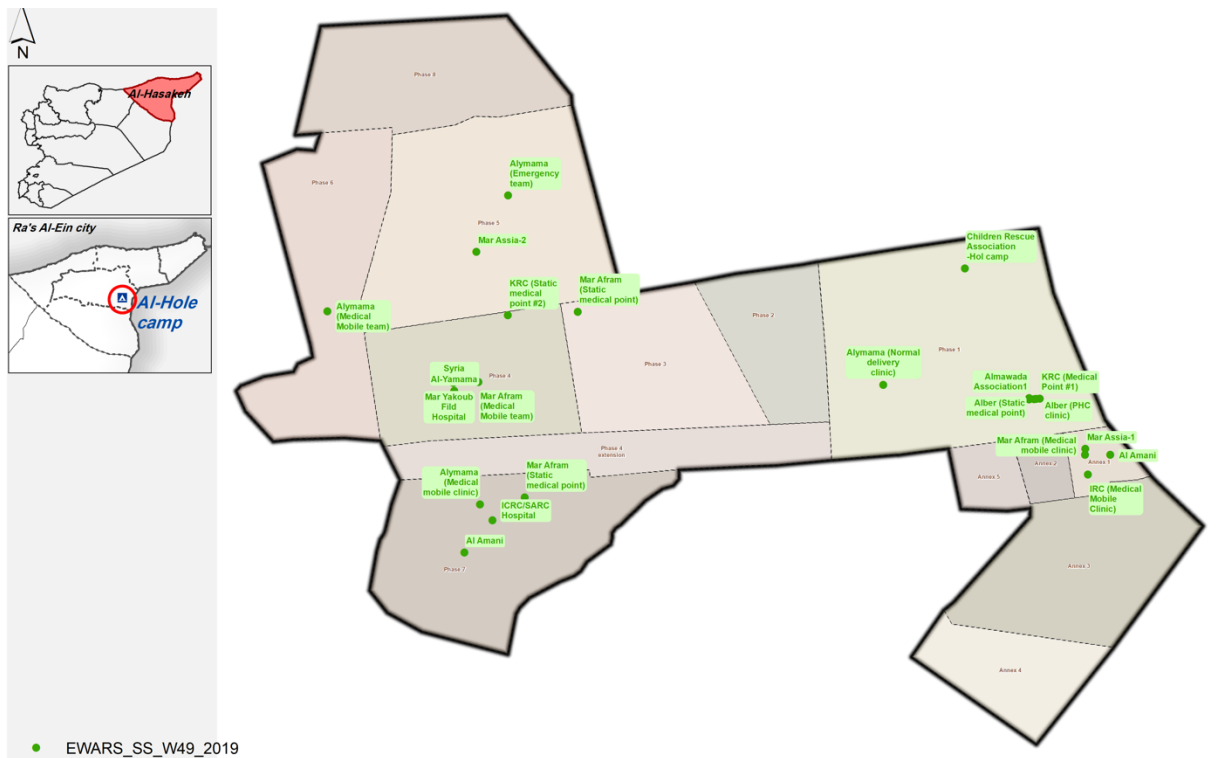 N
Al-Hasaken
Ra's Al-Ein city
Al-Hole
camp
EWARS_SS_W49_2019
Phase 8
Phase 6
Alymama
(Emergency
team)
Phase 5
Mar Assia-2
KRC (Static
medical
point #2)
Mar Afram
(Static
medical point)
Alymama
(Medical
Mobile team)
Syria
Al-Yamama
Phase 4
Mar Yakoub
Fild
Hospital
Mar Afram
(Medical
Mobile team)
Phase 3
Phase 2
Children Rescue
Association
-Hol camp
Phase 1
Alymama (Normal
delivery
clinic)
Almawada
Association1
KRC (Medical
Point #1)
Alber (Static
medical point)
Alber (PHC
clinic)
Phase 4
extension
Alymama
(Medical
mobile clinic)
Mar Afram
(Static
medical point)
ICRC/SARC
Hospital
Al Amani
Phase 7
Mar Afram (Medical
mobile clinic)
Mar Assia-1
Al Amani
Annex 1
Annex 2
Annex 5
IRC (Medical
Mobile
Clinic)
Annex 3
Annex 4